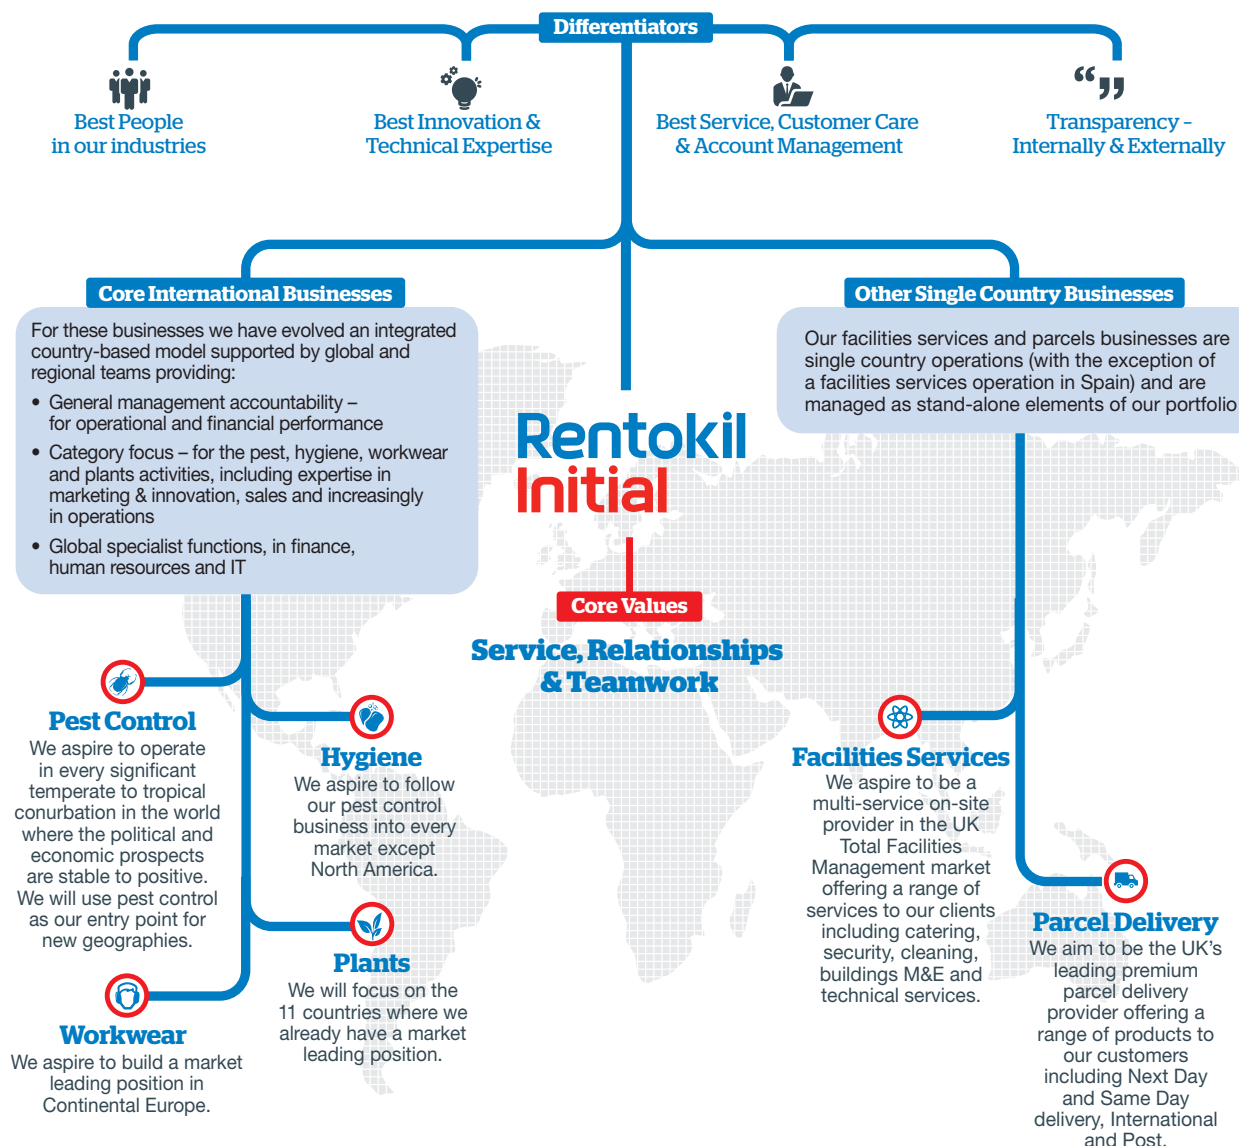 Differentiators
Best People
in our industries
Best Innovation &
Technical Expertise
Best Service, Customer Care
& Account Management
Transparency –
Internally & Externally
Core International Businesses
For these businesses we have evolved an integrated
country-based model supported by global and
regional teams providing:
• General management accountability –
for operational and financial performance
• Category focus – for the pest, hygiene, workwear
and plants activities, including expertise in
marketing & innovation, sales and increasingly
in operations
• Global specialist functions, in finance,
human resources and IT
Other Single Country Businesses
Our facilities services and parcels businesses are
single country operations (with the exception of
a facilities services operation in Spain) and are
managed as stand-alone elements of our portfolio
Rentokil
Initial
Core Values
Service, Relationships
& Teamwork
Pest Control
We aspire to operate
in every significant
temperate to tropical
conurbation in the world
where the political and
economic prospects
are stable to positive.
We will use pest control
as our entry point for
new geographies.
Hygiene
We aspire to follow
our pest control
business into every
market except
North America.
Plants
We will focus on the
11 countries where we
already have a market
leading position.
Workwear
We aspire to build a market
leading position in
Continental Europe.
Facilities Services
We aspire to be a
multi-service on-site
provider in the UK
Total Facilities
Management market
offering a range of
services to our clients
including catering,
security, cleaning,
buildings M&E and
technical services.
Parcel Delivery
We aim to be the UK's
leading premium
parcel delivery
provider offering a
range of products to
our customers
including Next Day
and Same Day
delivery, International
and Post.